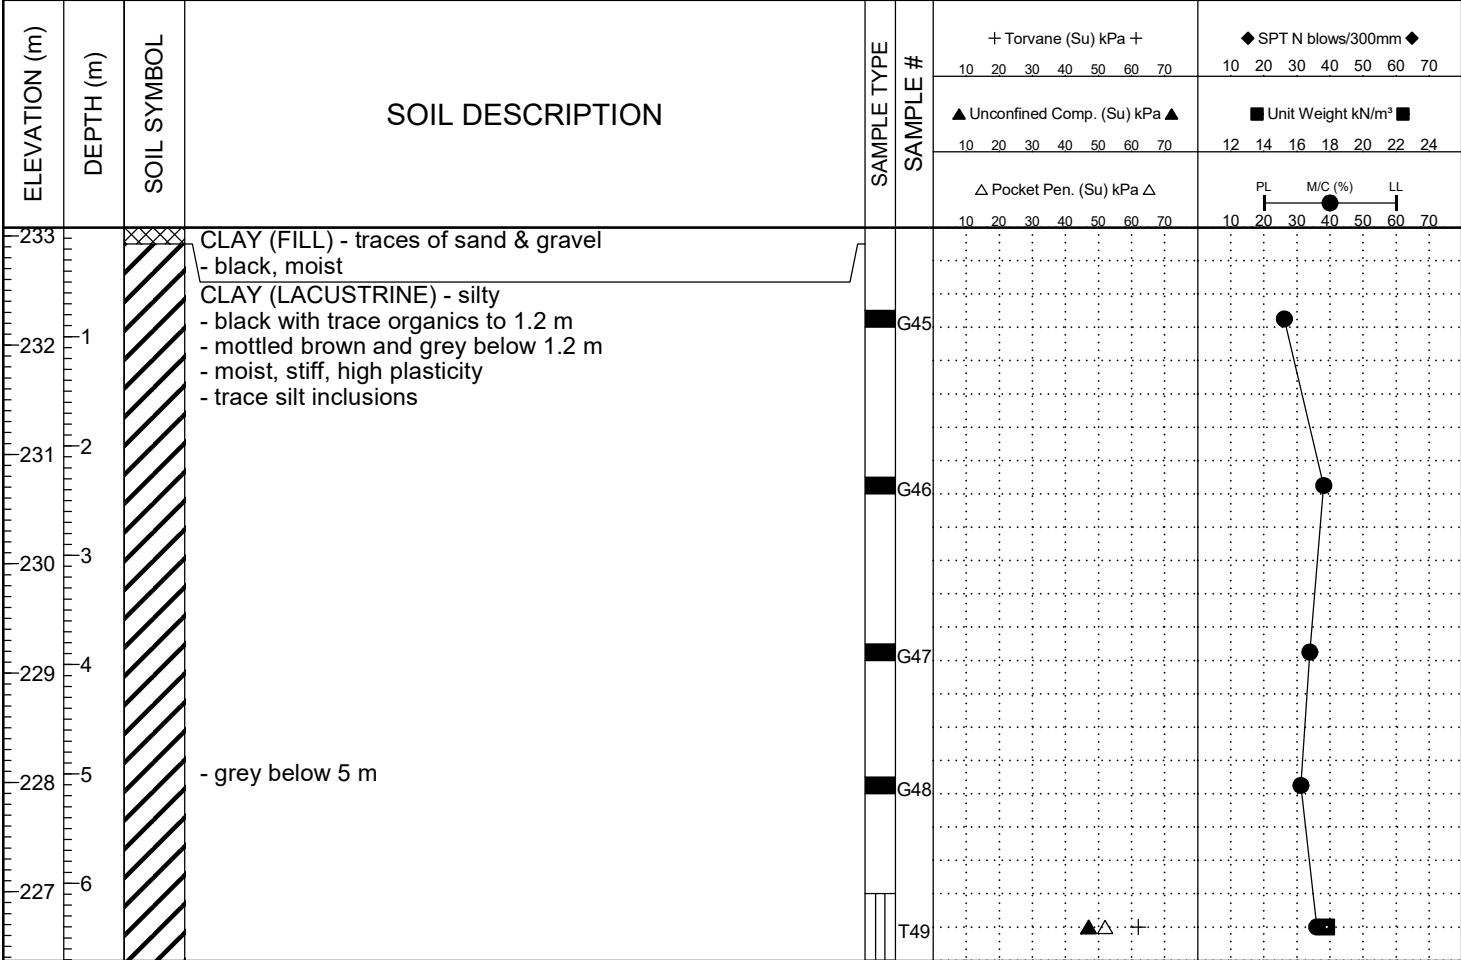 ELEVATION (m)
DEPTH (m)
SOIL SYMBOL
SOIL DESCRIPTION
SAMPLE TYPE
SAMPLE #
+ Torvane (Su) kPa +
10 20 30 40 50 60 70
▲ Unconfined Comp. (Su) kPa ▲
10 20 30 40 50 60 70
△ Pocket Pen. (Su) kPa △
10 20 30 40 50 60 70
◆ SPT N blows/300mm ◆
10 20 30 40 50 60 70
■ Unit Weight kN/m³ ■
12 14 16 18 20 22 24
PL M/C (%) LL
10 20 30 40 50 60 70
233
CLAY (FILL) - traces of sand & gravel
- black, moist
CLAY (LACUSTRINE) - silty
- black with trace organics to 1.2 m
G45
1
232
- mottled brown and grey below 1.2 m
- moist, stiff, high plasticity
- trace silt inclusions
2
231
G46
3
230
G47
4
229
5
- grey below 5 m
228
G48
6
227
T49